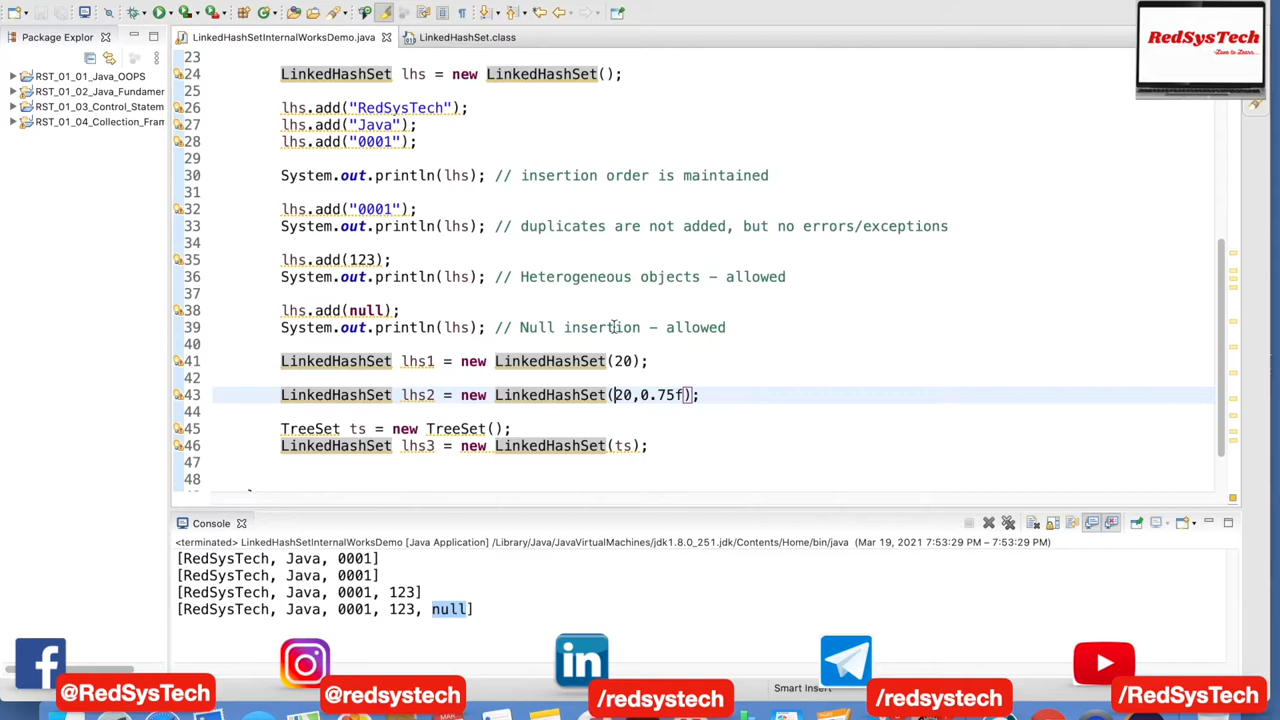 RedSysTech
-Love to Learn..
Package Explor
LinkedHashSetInternalWorksDemo.java
LinkedHashSet.class
RST_01_01_Java_OOPS
RST_01_02_Java_Fundamer
RST_01_03_Control_Statem
RST_01_04_Collection_Fram
23
24 LinkedHashSet lhs = new LinkedHashSet();
25
26 lhs.add("RedSysTech");
27 lhs.add("Java");
28 lhs.add("0001");
29
30 System.out.println(lhs); // insertion order is maintained
31
32 lhs.add("0001");
33 System.out.println(lhs); // duplicates are not added, but no errors/exceptions
34
35 lhs.add(123);
36 System.out.println(lhs); // Heterogeneous objects - allowed
37
38 lhs.add(null);
39 System.out.println(lhs); // Null insertion - allowed
40
41 LinkedHashSet lhs1 = new LinkedHashSet(20);
42
43 LinkedHashSet lhs2 = new LinkedHashSet(20,0.75f);
44
45 TreeSet ts = new TreeSet();
46 LinkedHashSet lhs3 = new LinkedHashSet(ts);
47
48
Console
<terminated> LinkedHashSetInternalWorksDemo [Java Application] /Library/Java/JavaVirtualMachines/jdk1.8.0_251.jdk/Contents/Home/bin/java (Mar 19, 2021 7:53:29 PM – 7:53:29 PM)
[RedSysTech, Java, 0001]
[RedSysTech, Java, 0001]
[RedSysTech, Java, 0001, 123]
[RedSysTech, Java, 0001, 123, null]
Smart Insert
@RedSysTech
@redsystech
/redsystech
/redsystech
/RedSysTech